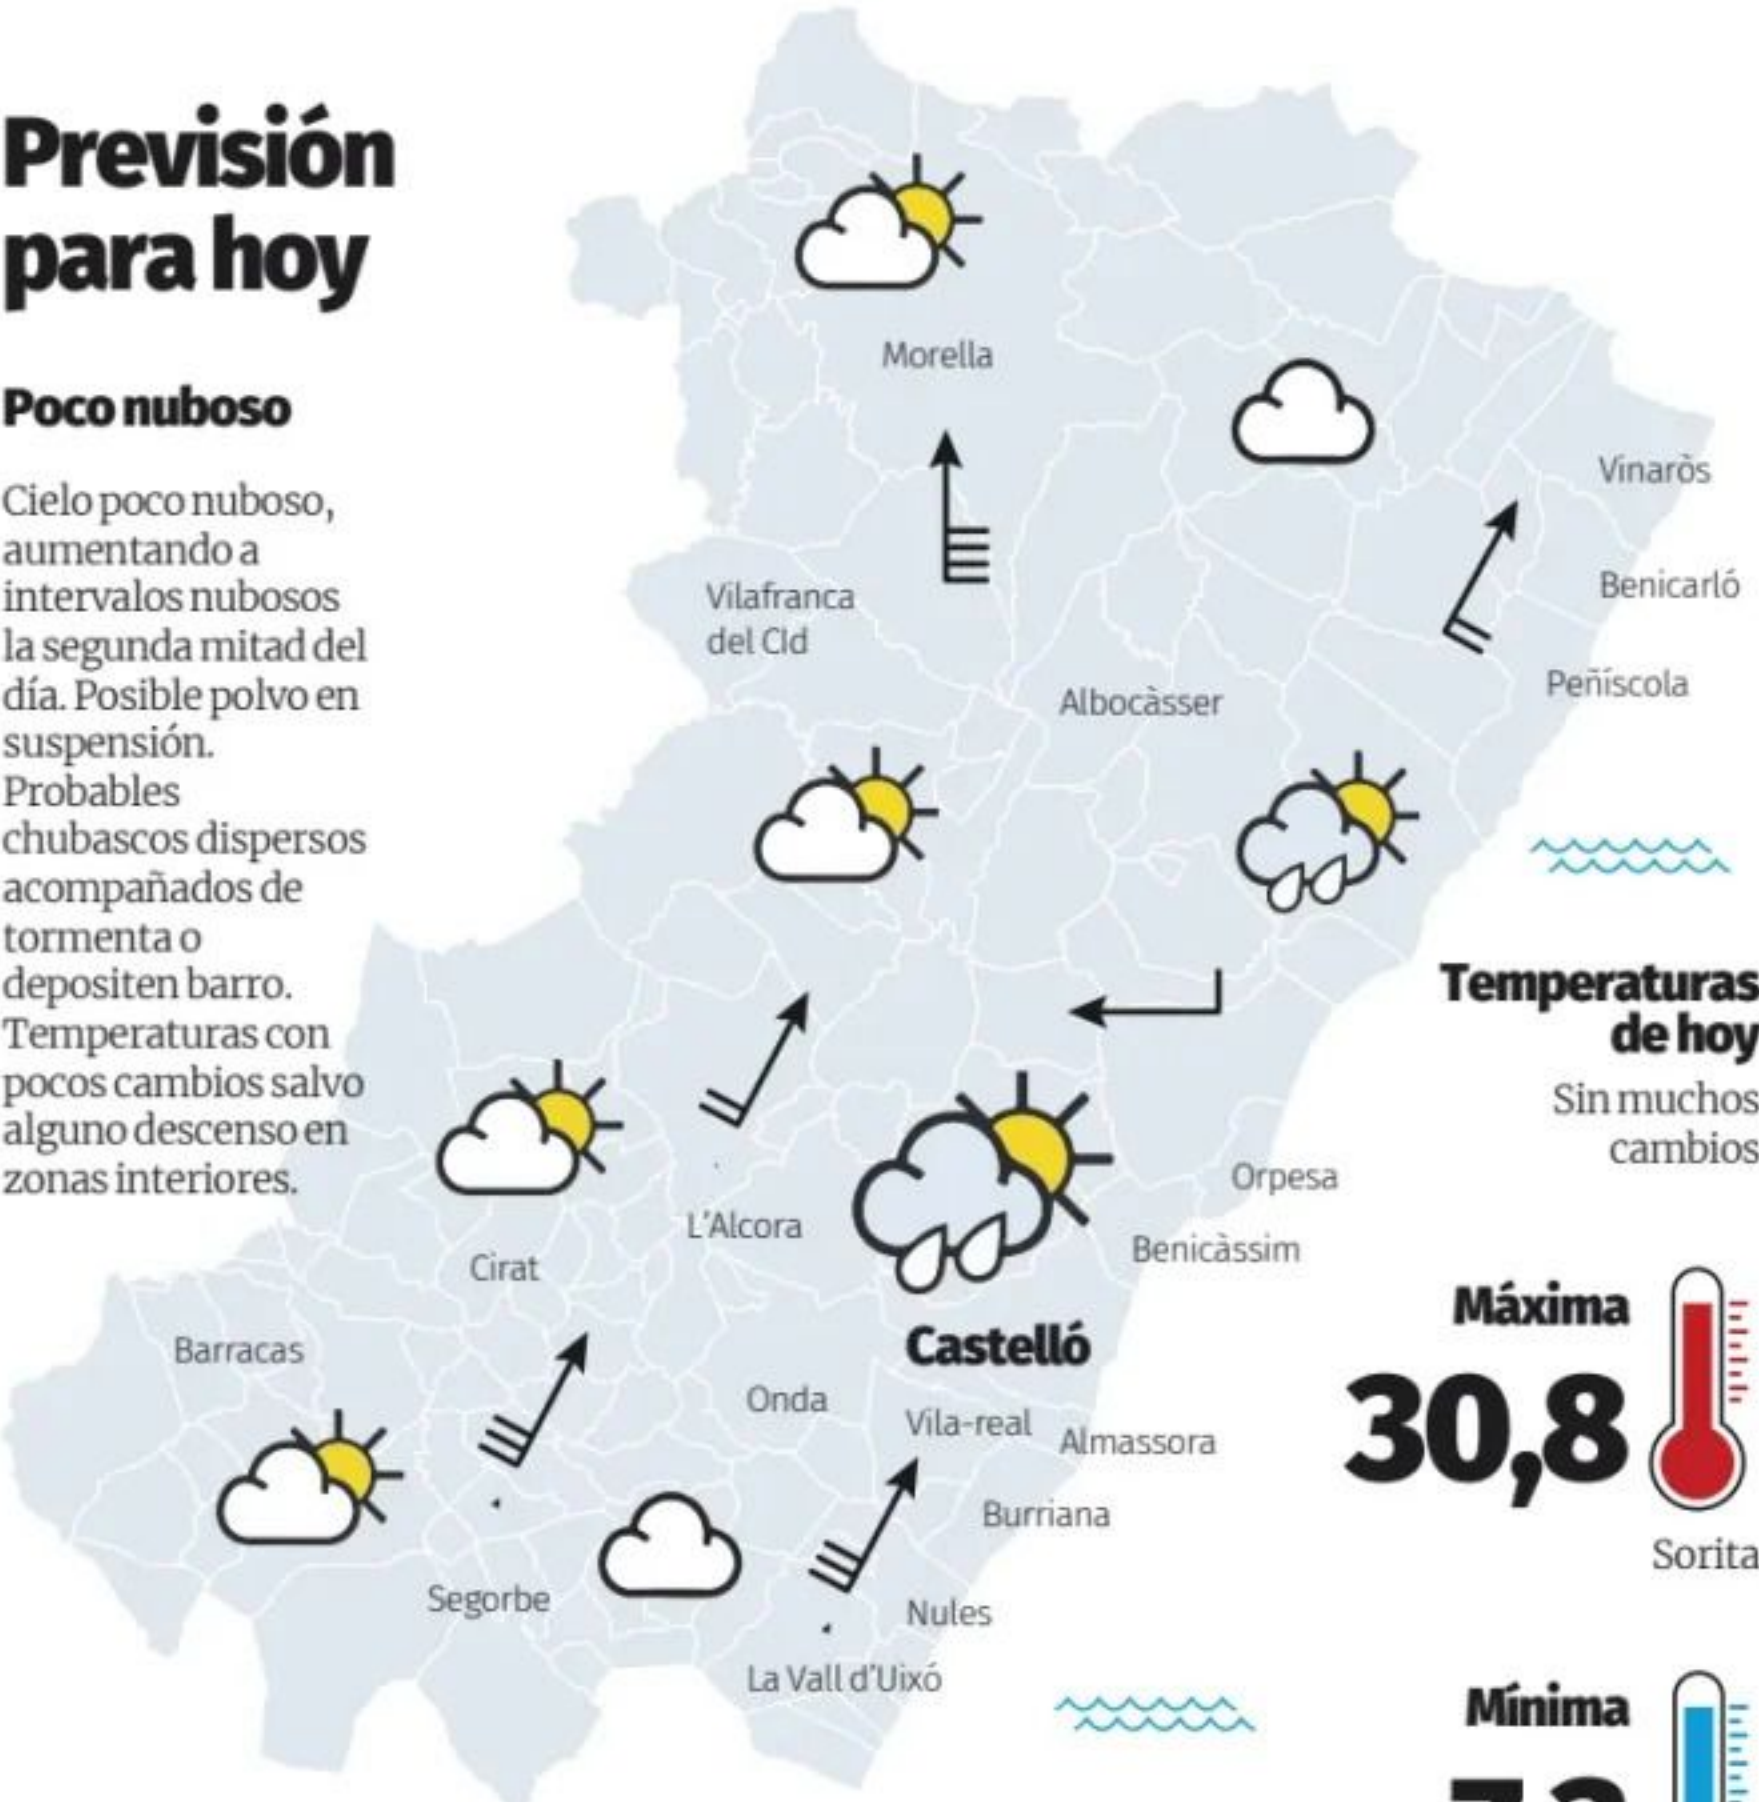 Previsión
para hoy
Poco nuboso
Cielo poco nuboso,
aumentando a
intervalos nubosos
la segunda mitad del
día. Posible polvo en
suspensión.
Probables
chubascos dispersos
acompañados de
tormenta o
depositen barro.
Temperaturas con
pocos cambios salvo
alguno descenso en
zonas interiores.
Morella
Vinaròs
Benicarló
Vilafranca
del Cld
Peñíscola
Albocàsser
Temperaturas
de hoy
Sin muchos
cambios
Orpesa
L'Alcora
Benicàssim
Cirat
Castelló
Barracas
Onda
Vila-real
Almassora
Burriana
Segorbe
Nules
La Vall d'Uixó
Máxima
30,8
Sorita
Mínima